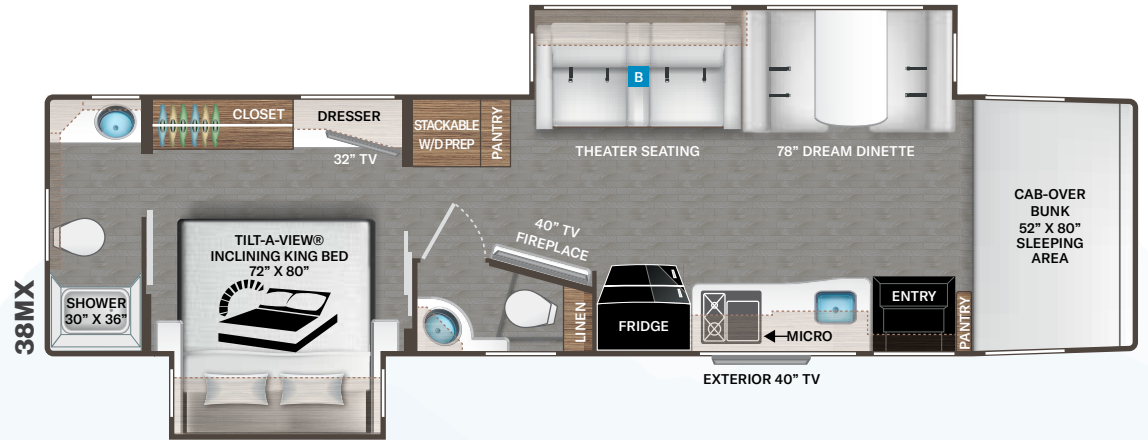 38MX
CLOSET
DRESSER
32” TV
STACKABLE
W/D PREP
PANTRY
B
THEATER SEATING
78” DREAM DINETTE
CAB-OVER
BUNK
52” X 80”
SLEEPING
AREA
TILT-A-VIEW®
INCLINING KING BED
72” X 80”
SHOWER
30” X 36”
40” TV
FIREPLACE
LINEN
FRIDGE
MICRO
ENTRY
PANTRY
EXTERIOR 40” TV